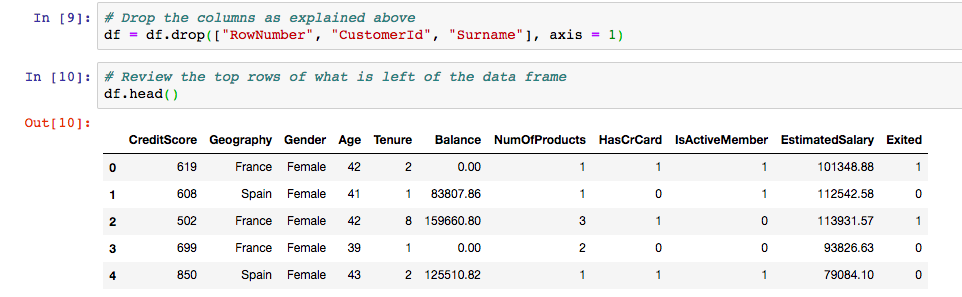 In [9]: # Drop the columns as explained above
df = df.drop(["RowNumber", "CustomerId", "Surname"], axis = 1)
In [10]: # Review the top rows of what is left of the data frame
df.head()
Out[10]:
CreditScore Geography Gender Age Tenure Balance NumOfProducts HasCrCard IsActiveMember EstimatedSalary Exited
0 619 France Female 42 2 0.00 1 1 1 101348.88 1
1 608 Spain Female 41 1 83807.86 1 0 1 112542.58 0
2 502 France Female 42 8 159660.80 3 1 0 113931.57 1
3 699 France Female 39 1 0.00 2 0 0 93826.63 0
4 850 Spain Female 43 2 125510.82 1 1 1 79084.10 0